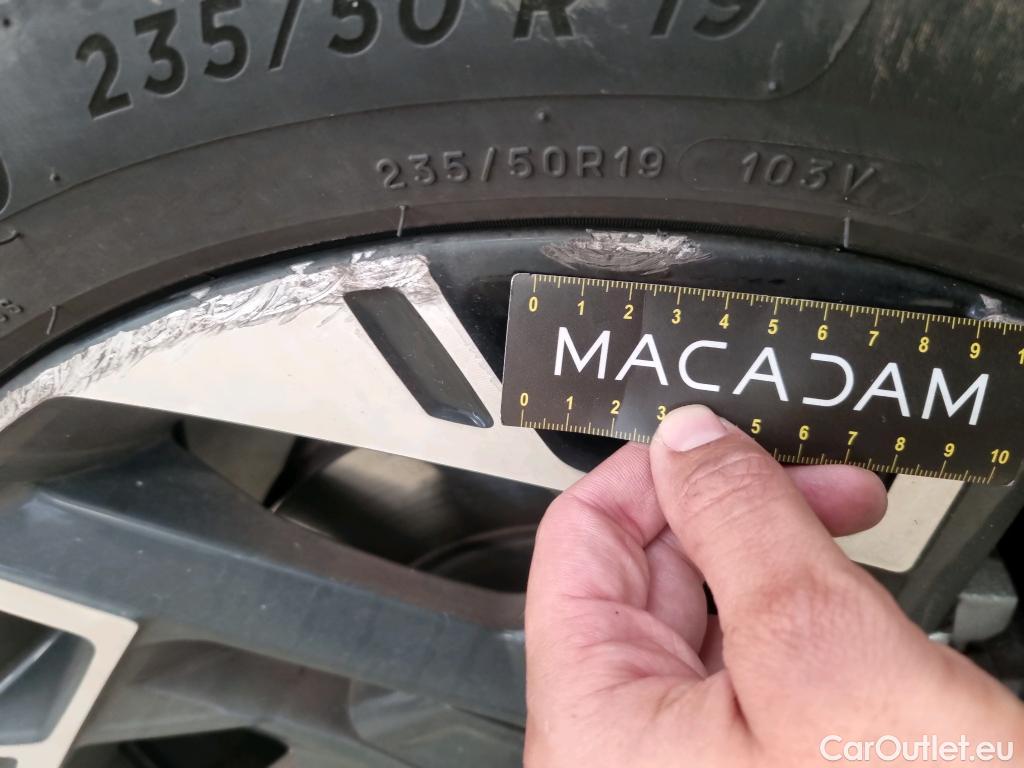 235/50 R 19
235/50R19 103V
0 1 2 3 4 5 6 7 8 9
MACADAM
0 1 2 3 5 6 7 8 9 10
CarOutlet.eu